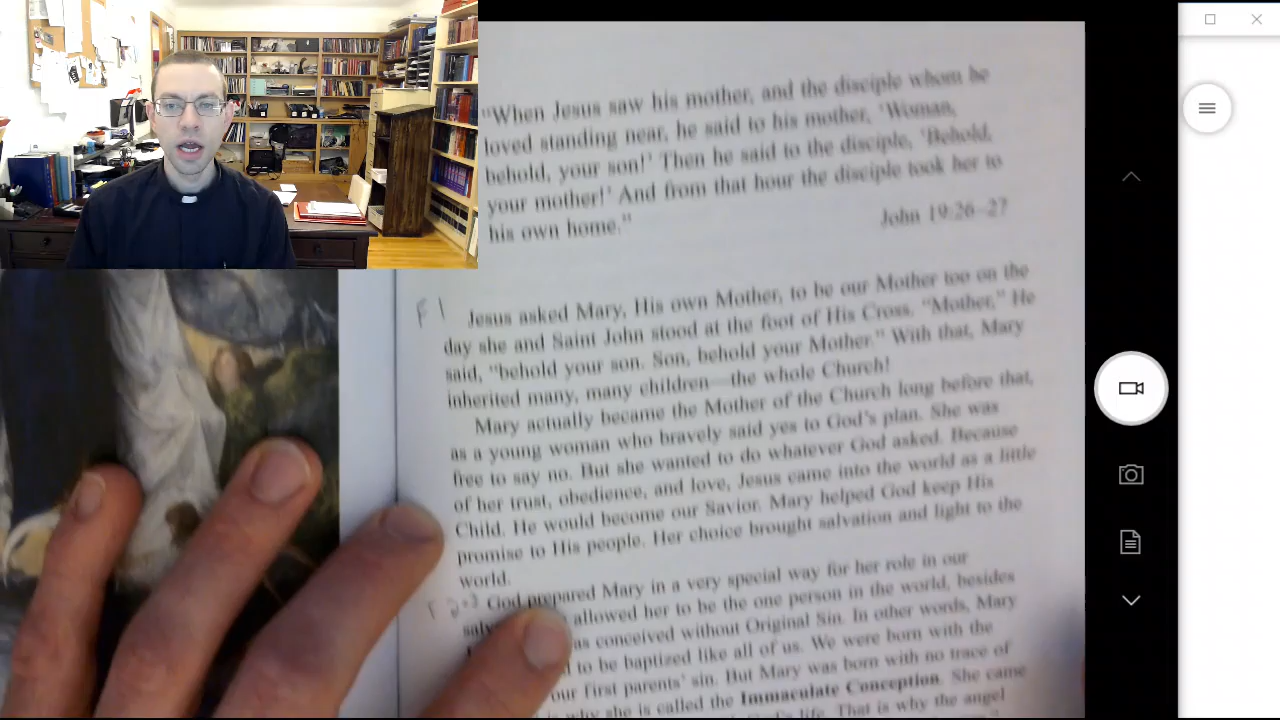 "When Jesus saw his mother, and the disciple whom he
loved standing near, he said to his mother, 'Woman,
behold, your son!' Then he said to the disciple, 'Behold,
your mother!' And from that hour the disciple took her to
his own home."
John 19:26–27
F 1
Jesus asked Mary, His own Mother, to be our Mother too on the
day she and Saint John stood at the foot of His Cross. "Mother," He
said, "behold your son. Son, behold your Mother." With that, Mary
inherited many, many children—the whole Church!
Mary actually became the Mother of the Church long before that,
as a young woman who bravely said yes to God's plan. She was
free to say no. But she wanted to do whatever God asked. Because
of her trust, obedience, and love, Jesus came into the world as a little
Child. He would become our Savior. Mary helped God keep His
promise to His people. Her choice brought salvation and light to the
world.
God prepared Mary in a very special way for her role in our
allowed her to be the one person in the world, besides
as conceived without Original Sin. In other words, Mary
to be baptized like all of us. We were born with the
our first parents' sin. But Mary was born with no trace of
is why she is called the Immaculate Conception. She came
God's life. That is why the angel